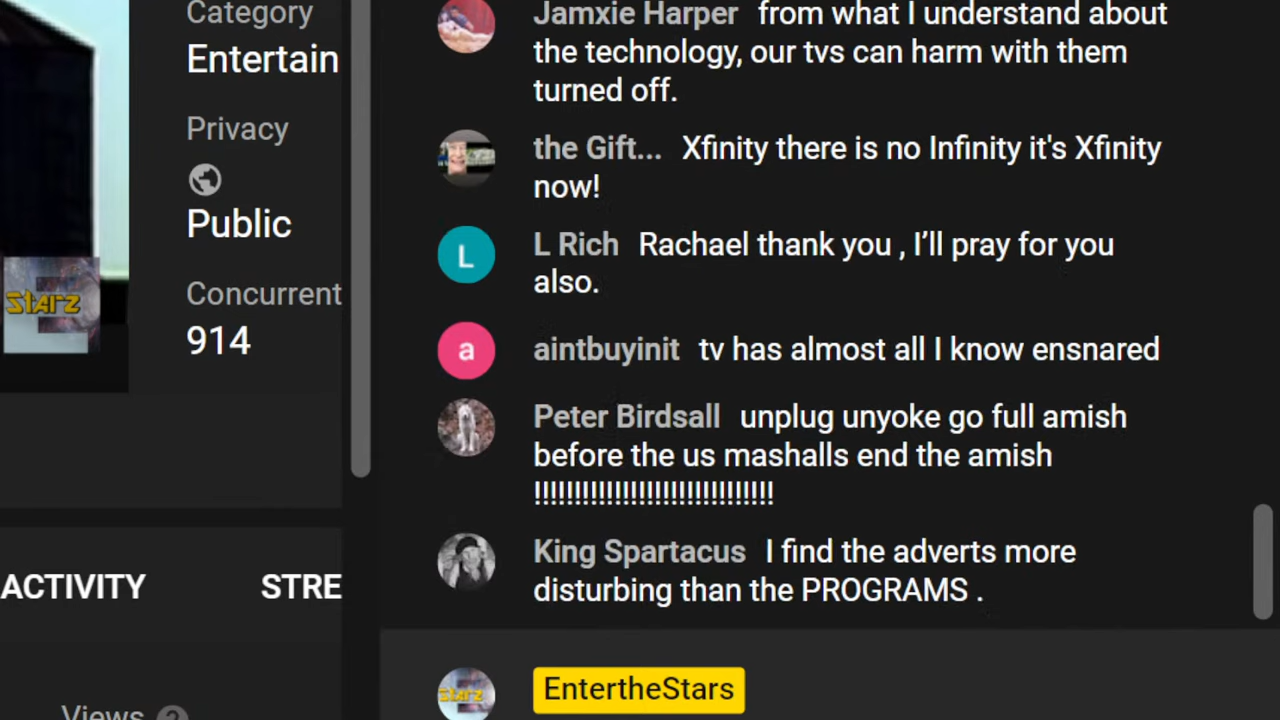 Category
Entertain
Privacy
Public
Concurrent
914
starz
ACTIVITY STRE
Views ?
Jamxie Harper from what I understand about
the technology, our tvs can harm with them
turned off.
the Gift... Xfinity there is no Infinity it's Xfinity
now!
L
L Rich Rachael thank you , I’ll pray for you
also.
a
aintbuyinit tv has almost all I know ensnared
Peter Birdsall unplug unyoke go full amish
before the us mashalls end the amish
!!!!!!!!!!!!!!!!!!!!!!!!!!!!!!
King Spartacus I find the adverts more
disturbing than the PROGRAMS .
starz
EntertheStars